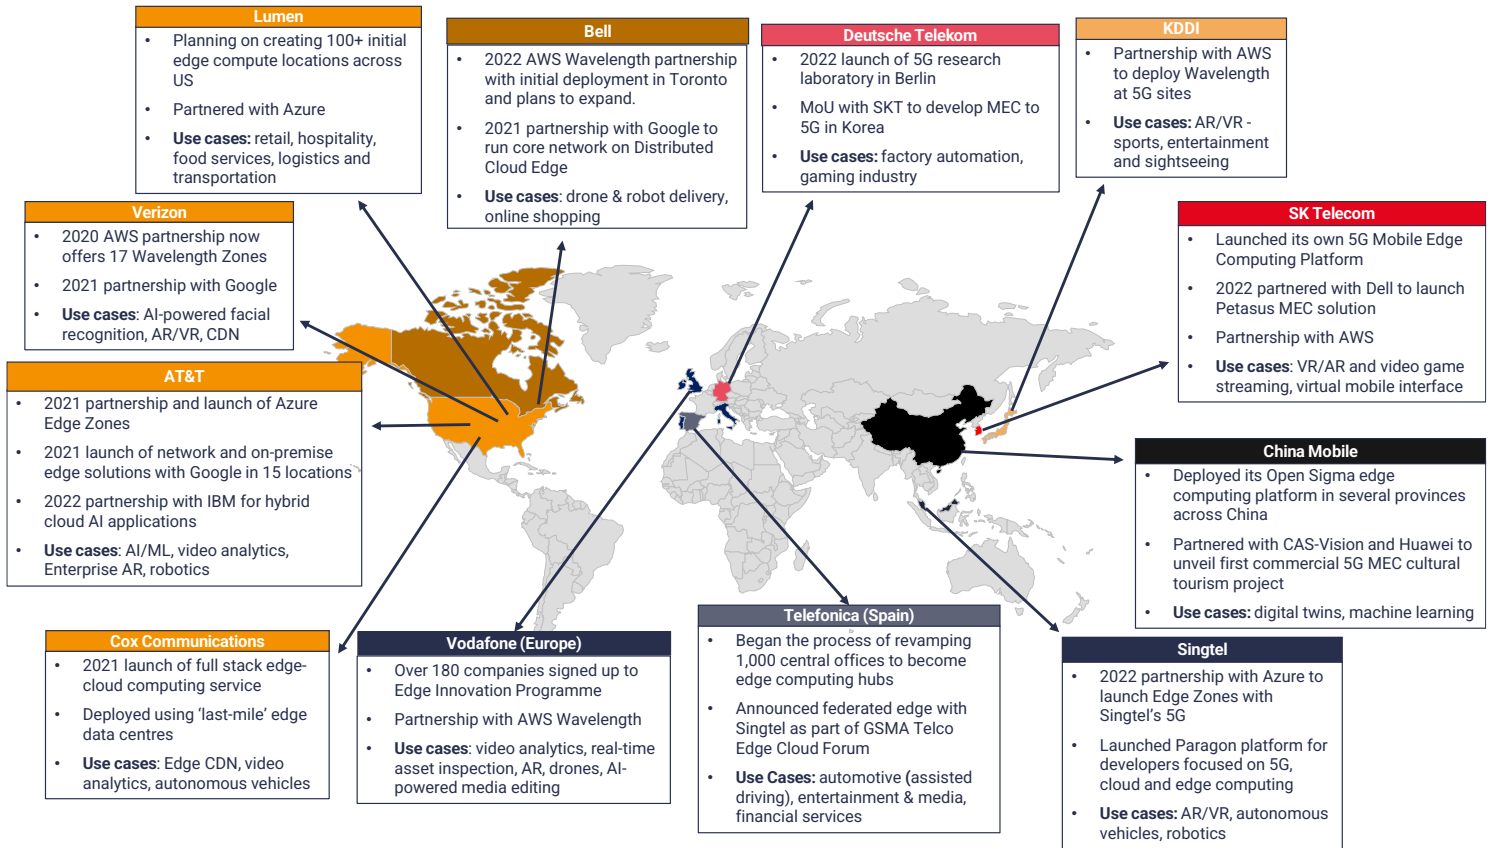 Lumen
• Planning on creating 100+ initial
edge compute locations across
US
• Partnered with Azure
• Use cases: retail, hospitality,
food services, logistics and
transportation
Bell
• 2022 AWS Wavelength partnership
with initial deployment in Toronto
and plans to expand.
• 2021 partnership with Google to
run core network on Distributed
Cloud Edge
• Use cases: drone & robot delivery,
online shopping
Deutsche Telekom
• 2022 launch of 5G research
laboratory in Berlin
• MoU with SKT to develop MEC to
5G in Korea
• Use cases: factory automation,
gaming industry
KDDI
• Partnership with AWS
to deploy Wavelength
at 5G sites
• Use cases: AR/VR -
sports, entertainment
and sightseeing
Verizon
• 2020 AWS partnership now
offers 17 Wavelength Zones
• 2021 partnership with Google
• Use cases: AI-powered facial
recognition, AR/VR, CDN
SK Telecom
• Launched its own 5G Mobile Edge
Computing Platform
• 2022 partnered with Dell to launch
Petasus MEC solution
• Partnership with AWS
• Use cases: VR/AR and video game
streaming, virtual mobile interface
AT&T
• 2021 partnership and launch of Azure
Edge Zones
• 2021 launch of network and on-premise
edge solutions with Google in 15 locations
• 2022 partnership with IBM for hybrid
cloud AI applications
• Use cases: AI/ML, video analytics,
Enterprise AR, robotics
China Mobile
• Deployed its Open Sigma edge
computing platform in several provinces
across China
• Partnered with CAS-Vision and Huawei to
unveil first commercial 5G MEC cultural
tourism project
• Use cases: digital twins, machine learning
Cox Communications
• 2021 launch of full stack edge-
cloud computing service
• Deployed using ‘last-mile’ edge
data centres
• Use cases: Edge CDN, video
analytics, autonomous vehicles
Vodafone (Europe)
• Over 180 companies signed up to
Edge Innovation Programme
• Partnership with AWS Wavelength
• Use cases: video analytics, real-time
asset inspection, AR, drones, AI-
powered media editing
Telefonica (Spain)
• Began the process of revamping
1,000 central offices to become
edge computing hubs
• Announced federated edge with
Singtel as part of GSMA Telco
Edge Cloud Forum
• Use Cases: automotive (assisted
driving), entertainment & media,
financial services
Singtel
• 2022 partnership with Azure to
launch Edge Zones with
Singtel’s 5G
• Launched Paragon platform for
developers focused on 5G,
cloud and edge computing
• Use cases: AR/VR, autonomous
vehicles, robotics